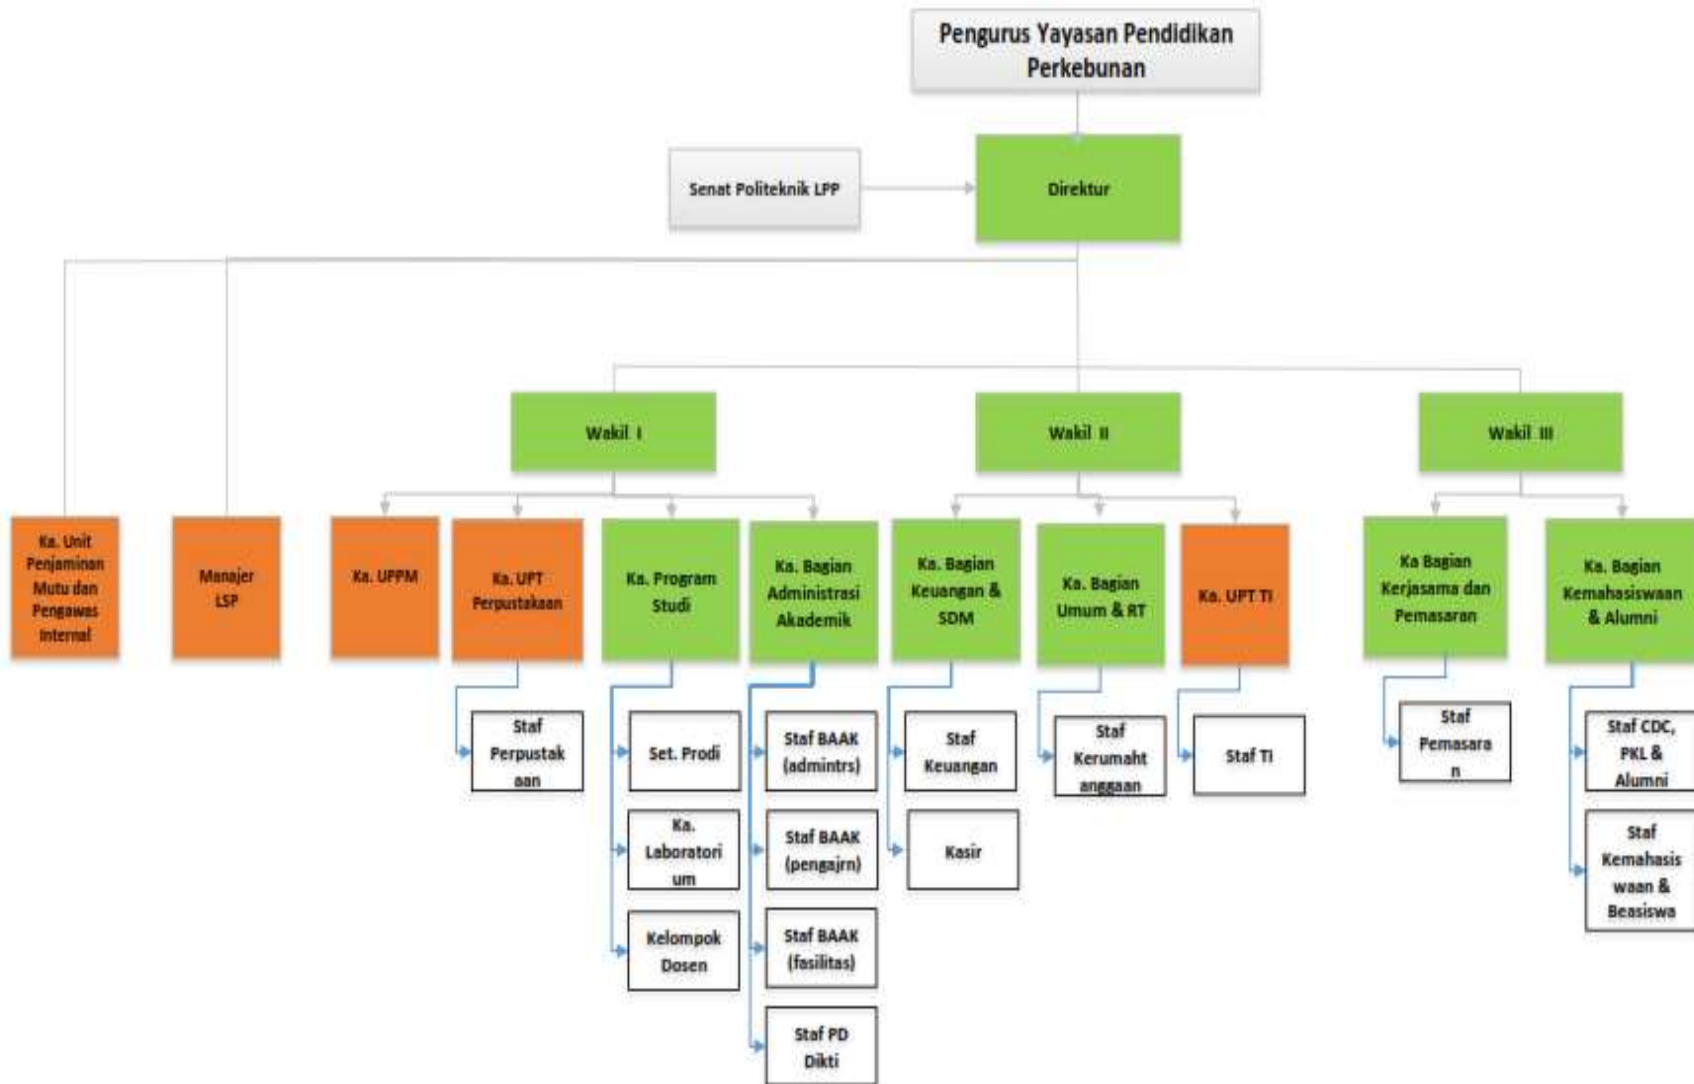 Pengurus Yayasan Pendidikan
Perkebunan
Senat Politeknik LPP
Direktur
Wakil I
Wakil II
Wakil III
Ka. Unit
Penjaminan
Mutu dan
Pengawas
Internal
Manajer
LSP
Ka. UPPM
Ka. UPT
Perpustakaan
Ka. Program
Studi
Ka. Bagian
Administrasi
Akademik
Ka. Bagian
Keuangan &
SDM
Ka. Bagian
Umum & RT
Ka. UPT TI
Ka Bagian
Kerjasama dan
Pemasaran
Ka. Bagian
Kemahasiswaan
& Alumni
Staf
Perpustak
aan
Set. Prodi
Staf BAAK
(admintrs)
Staf
Keuangan
Staf
Kerumaht
anggaan
Staf TI
Staf
Pemasara
n
Staf CDC,
PKL &
Alumni
Ka.
Laboratori
um
Staf BAAK
(pengajrn)
Kasir
Staf
Kemahasis
waan &
Beasiswa
Kelompok
Dosen
Staf BAAK
(fasilitas)
Staf PD
Dikti